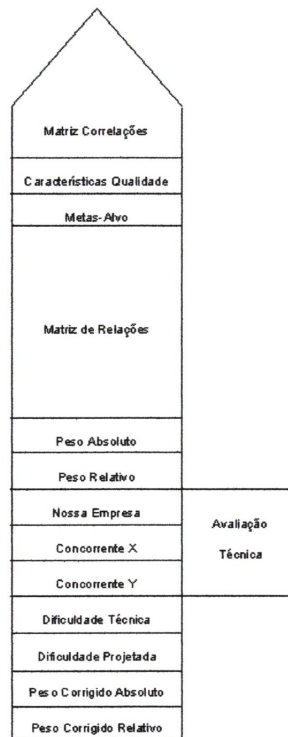 Matriz Correlações
Características Qualidade
Metas-Alvo
Matriz de Relações
Peso Absoluto
Peso Relativo
Nossa Empresa
Avaliação
Concorrente X
Técnica
Concorrente Y
Dificuldade Técnica
Dificuldade Projetada
Peso Corrigido Absoluto
Peso Corrigido Relativo